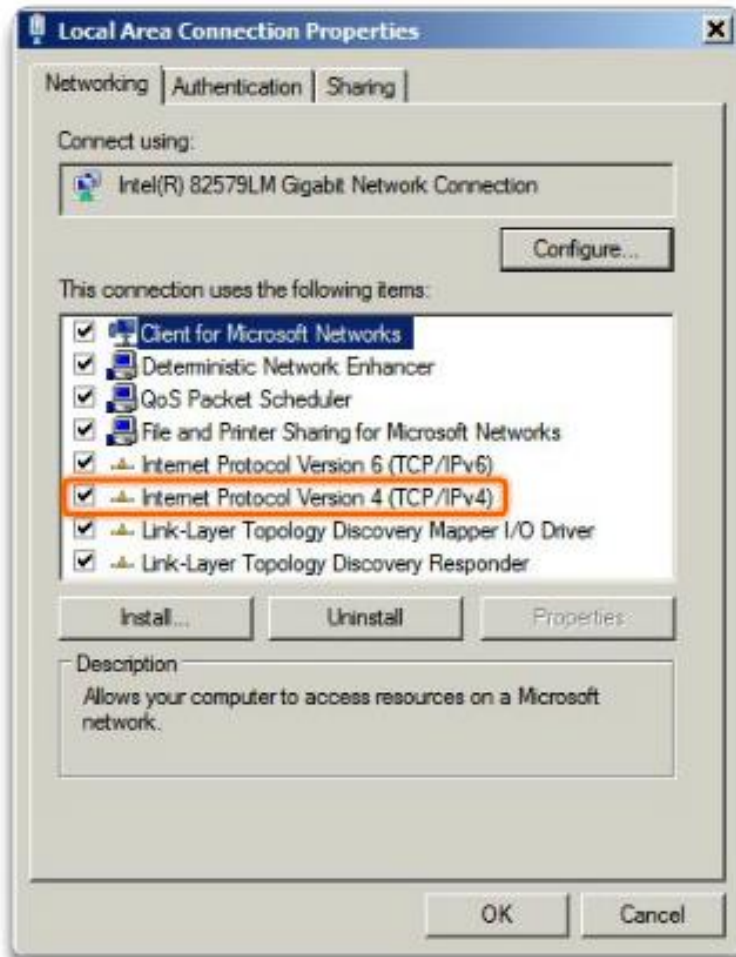 Local Area Connection Properties
Networking
Authentication
Sharing
Connect using:
Intel(R) 82579LM Gigabit Network Connection
Configure...
This connection uses the following items:
Client for Microsoft Networks
Deterministic Network Enhancer
QoS Packet Scheduler
File and Printer Sharing for Microsoft Networks
Internet Protocol Version 6 (TCP/IPv6)
Internet Protocol Version 4 (TCP/IPv4)
Link-Layer Topology Discovery Mapper I/O Driver
Link-Layer Topology Discovery Responder
Install...
Uninstall
Properties
Description
Allows your computer to access resources on a Microsoft
network.
OK
Cancel